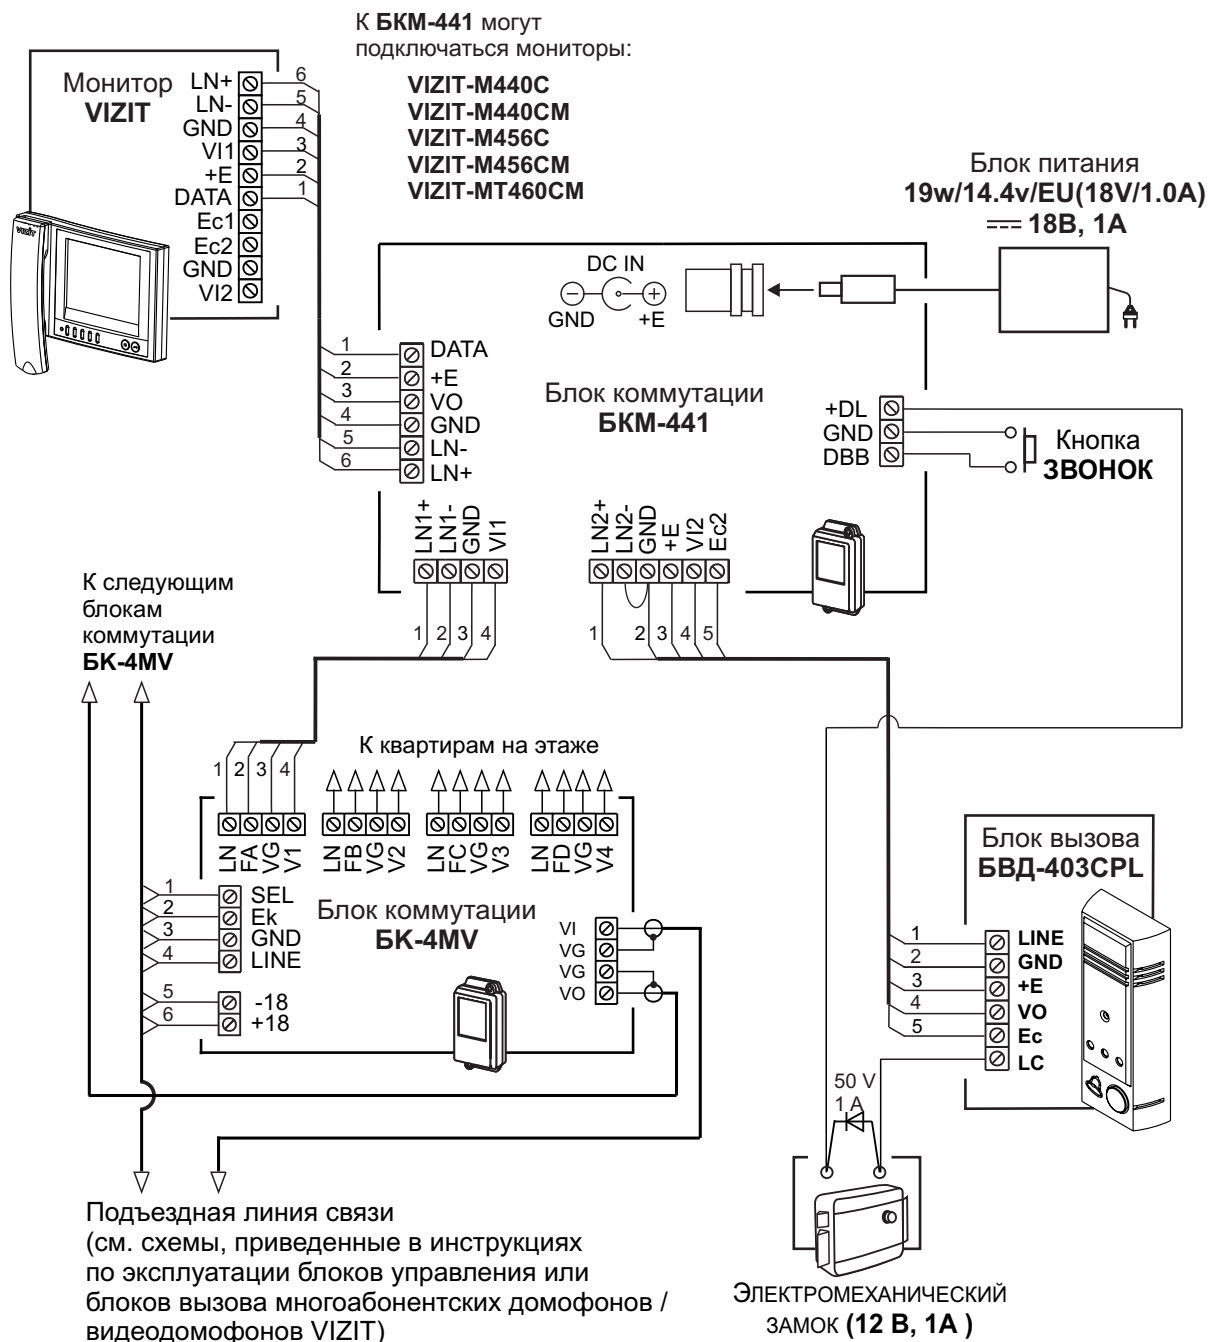 К БКМ-441 могут
подключаться мониторы:
VIZIT-M440C
VIZIT-M440CM
VIZIT-M456C
VIZIT-M456CM
VIZIT-MT460CM
Монитор
VIZIT
LN+ 6
LN- 5
GND 4
VI1 3
+E 2
DATA 1
Ec1
Ec2
GND
VI2
VIZIT
Блок питания
19w/14.4v/EU(18V/1.0A)
18В, 1А
DC IN
GND +E
1 DATA
2 +E
3 VO
4 GND
5 LN-
6 LN+
Блок коммутации
БКМ-441
+DL
GND
DBB
Кнопка
ЗВОНОК
LN1+ LN1- GND VI1
1 2 3 4
LN2+ LN2- GND +E VI2 Ec2
1 2 3 4 5
К следующим
блокам
коммутации
БК-4MV
К квартирам на этаже
1 2 3 4
LN FA VG V1
LN FB VG V2
LN FC VG V3
LN FD VG V4
1 SEL
2 Ek
3 GND
4 LINE
5 -18
6 +18
Блок коммутации
БК-4MV
VI
VG
VG
VO
Блок вызова
БВД-403CPL
1 LINE
2 GND
3 +E
4 VO
5 Ec
LC
50 V
1 A
Электромеханический
замок (12 В, 1А )
Подъездная линия связи
(см. схемы, приведенные в инструкциях
по эксплуатации блоков управления или
блоков вызова многоабонентских домофонов /
видеодомофонов VIZIT)